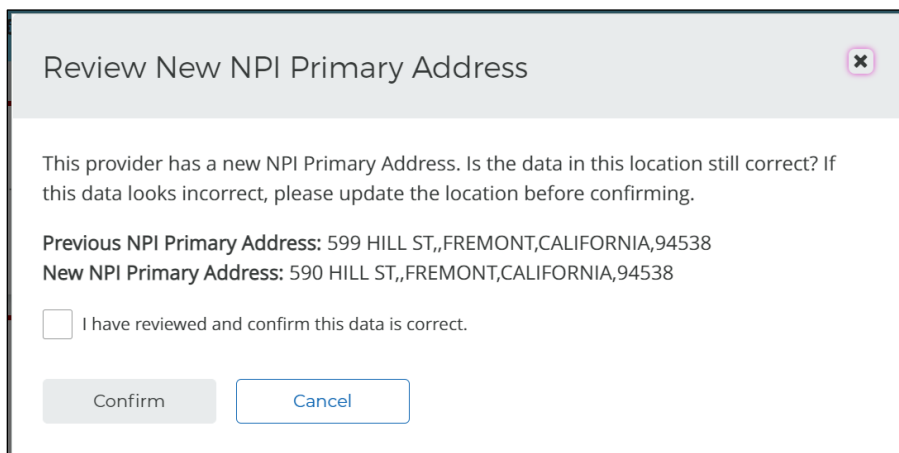 Review New NPI Primary Address
This provider has a new NPI Primary Address. Is the data in this location still correct? If
this data looks incorrect, please update the location before confirming.
Previous NPI Primary Address: 599 HILL ST,,FREMONT,CALIFORNIA,94538
New NPI Primary Address: 590 HILL ST,,FREMONT,CALIFORNIA,94538
I have reviewed and confirm this data is correct.
Confirm
Cancel